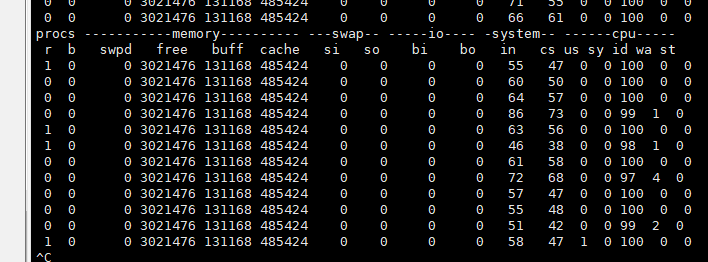 0  0      0 3021476 131168 485424    0    0     0     0   71   55  0  0 100  0  0
0  0      0 3021476 131168 485424    0    0     0     0   66   61  0  0 100  0  0
procs -----------memory---------- ---swap-- -----io---- -system-- ------cpu-----
r  b   swpd   free   buff  cache   si   so    bi    bo   in   cs us sy id wa st
1  0      0 3021476 131168 485424    0    0     0     0   55   47  0  0 100  0  0
0  0      0 3021476 131168 485424    0    0     0     0   60   50  0  0 100  0  0
0  0      0 3021476 131168 485424    0    0     0     0   64   57  0  0 100  0  0
0  0      0 3021476 131168 485424    0    0     0     0   86   73  0  0 99  1  0
1  0      0 3021476 131168 485424    0    0     0     0   63   56  0  0 100  0  0
1  0      0 3021476 131168 485424    0    0     0     0   46   38  0  0 98  1  0
0  0      0 3021476 131168 485424    0    0     0     0   61   58  0  0 100  0  0
0  0      0 3021476 131168 485424    0    0     0     0   72   68  0  0 97  4  0
0  0      0 3021476 131168 485424    0    0     0     0   57   47  0  0 100  0  0
0  0      0 3021476 131168 485424    0    0     0     0   55   48  0  0 100  0  0
0  0      0 3021476 131168 485424    0    0     0     0   51   42  0  0 99  2  0
1  0      0 3021476 131168 485424    0    0     0     0   58   47  1  0 100  0  0
^C